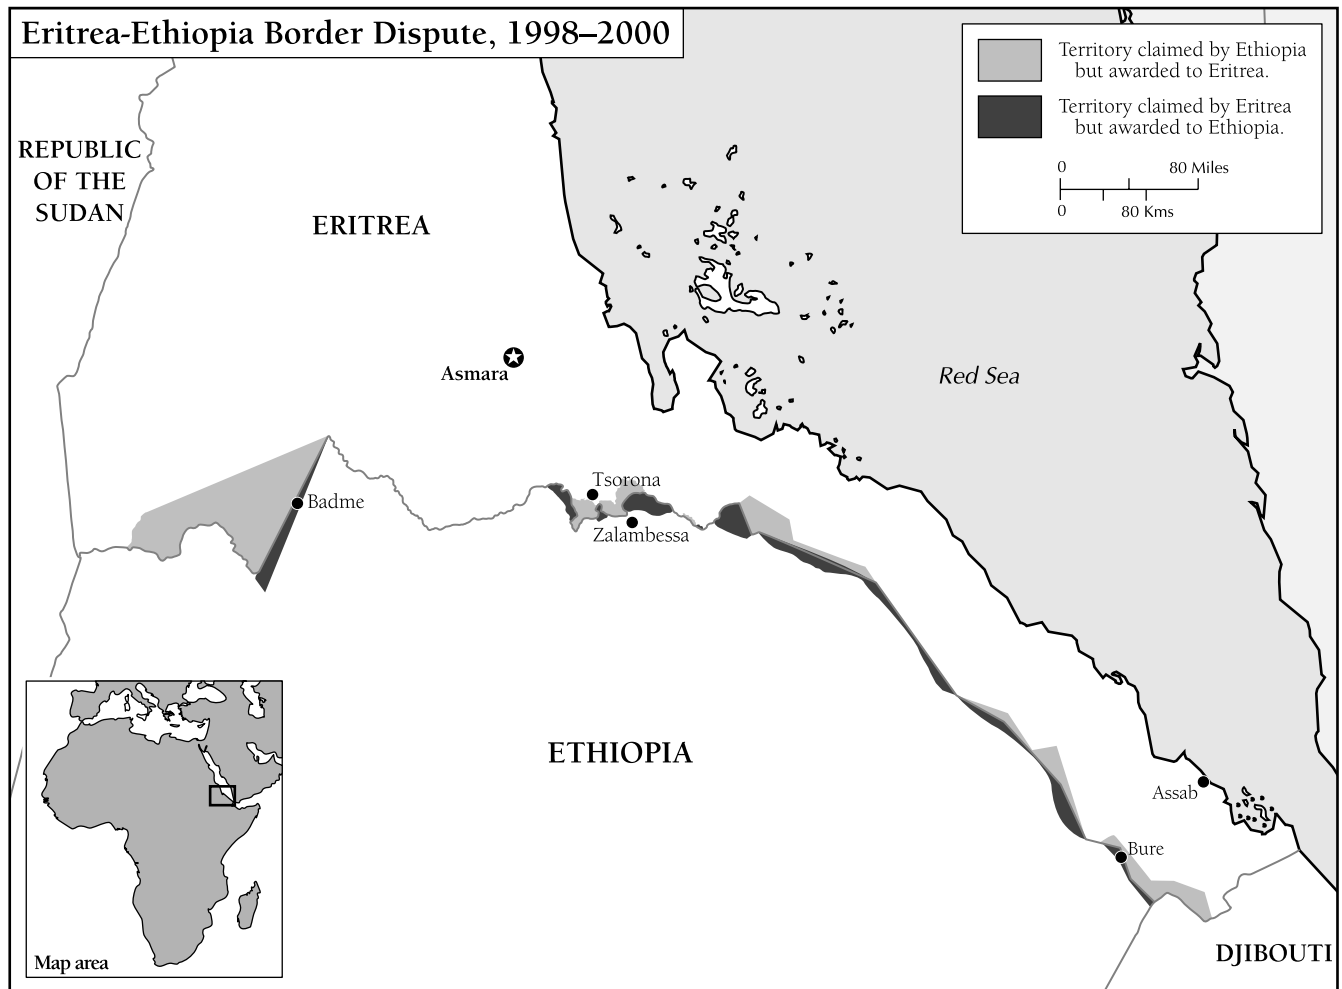 Eritrea-Ethiopia Border Dispute, 1998–2000
Territory claimed by Ethiopia
but awarded to Eritrea.
Territory claimed by Eritrea
but awarded to Ethiopia.
0 80 Miles
0 80 Kms
REPUBLIC
OF THE
SUDAN
ERITREA
Asmara
Red Sea
Tsorona
Badme
Zalambessa
ETHIOPIA
Assab
Bure
DJIBOUTI
Map area